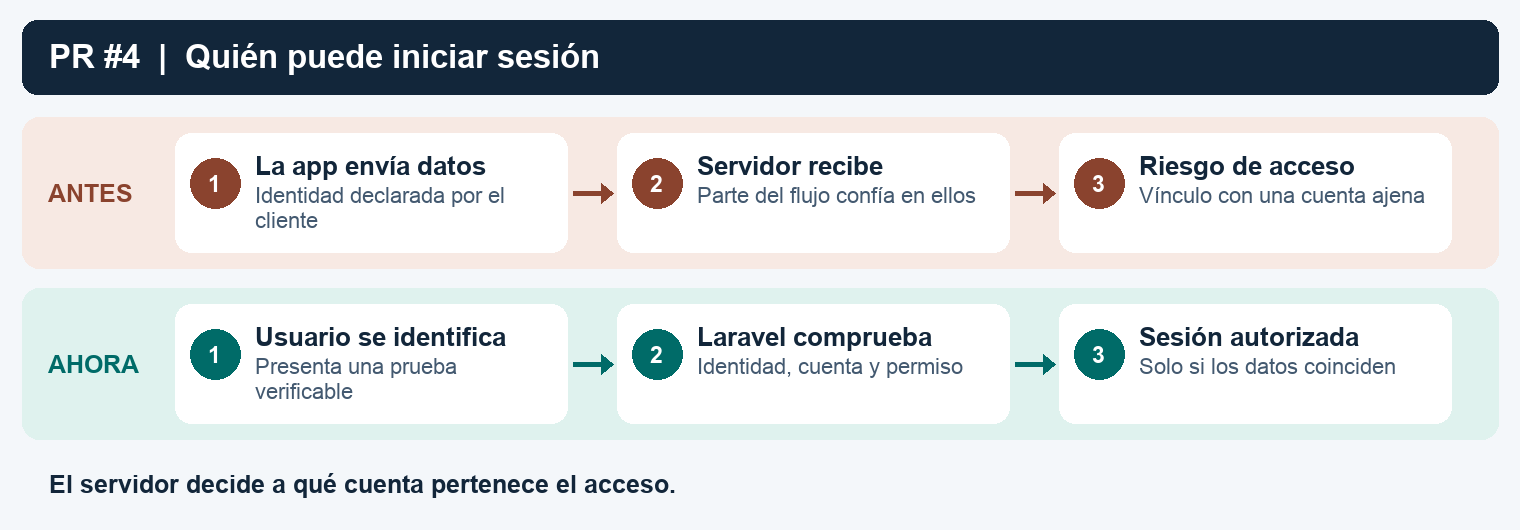 PR #4 | Quién puede iniciar sesión
ANTES
1
La app envía datos
Identidad declarada por el
cliente
2
Servidor recibe
Parte del flujo confía en ellos
3
Riesgo de acceso
Vínculo con una cuenta ajena
AHORA
1
Usuario se identifica
Presenta una prueba
verificable
2
Laravel comprueba
Identidad, cuenta y permiso
3
Sesión autorizada
Solo si los datos coinciden
El servidor decide a qué cuenta pertenece el acceso.